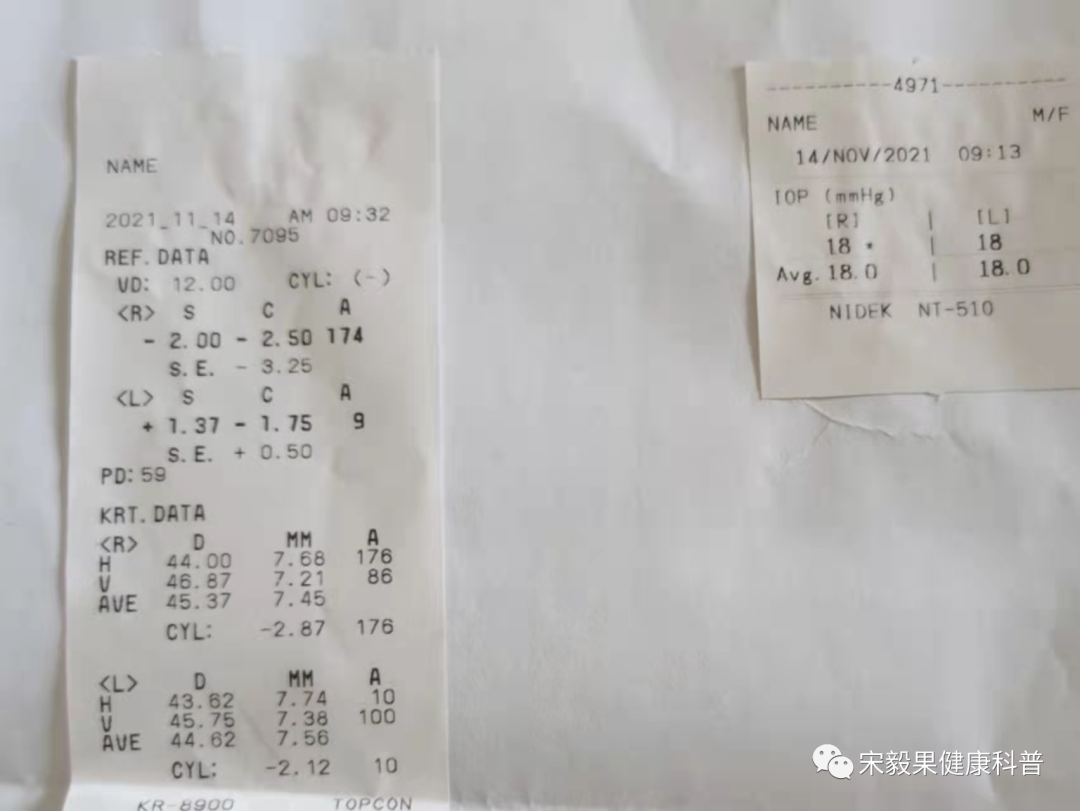 NAME
2021_11_14 AM 09:32
NO.7095
REF.DATA
VD: 12.00 CYL: (-)
<R> S C A
- 2.00 - 2.50 174
S.E. - 3.25
<L> S C A
+ 1.37 - 1.75 9
S.E. + 0.50
PD:59
KRT.DATA
<R> D MM A
H 44.00 7.68 176
V 46.87 7.21 86
AVE 45.37 7.45
CYL: -2.87 176
<L> D MM A
H 43.62 7.74 10
V 45.75 7.38 100
AVE 44.62 7.56
CYL: -2.12 10
KR-8900 TOPCON
----------4971----------
NAME M/F
14/NOV/2021 09:13
IOP (mmHg)
[R] | [L]
18 * | 18
Avg. 18.0 | 18.0
NIDEK NT-510
宋毅果健康科普